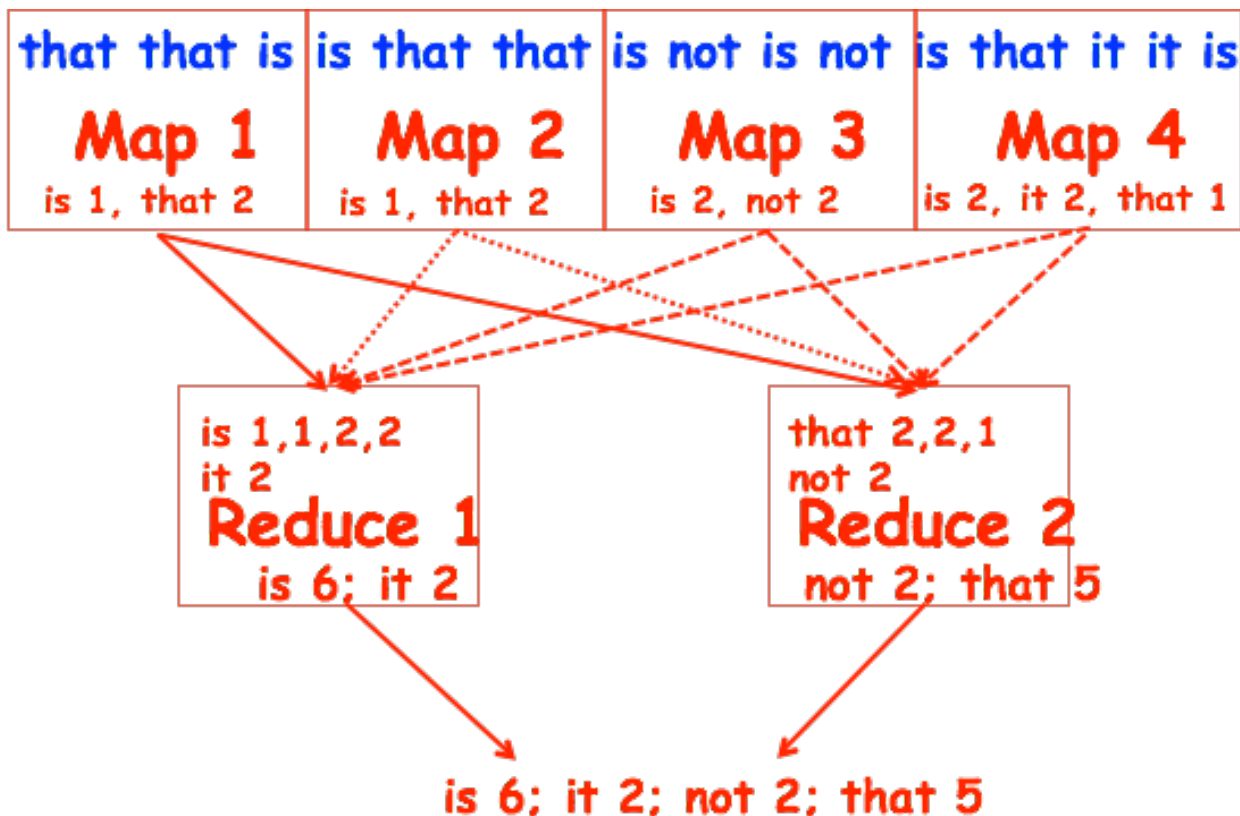 that that is
is that that
is not is not
is that it it is
Map 1
Map 2
Map 3
Map 4
is 1, that 2
is 1, that 2
is 2, not 2
is 2, it 2, that 1
is 1,1,2,2
it 2
Reduce 1
is 6; it 2
that 2,2,1
not 2
Reduce 2
not 2; that 5
is 6; it 2; not 2; that 5